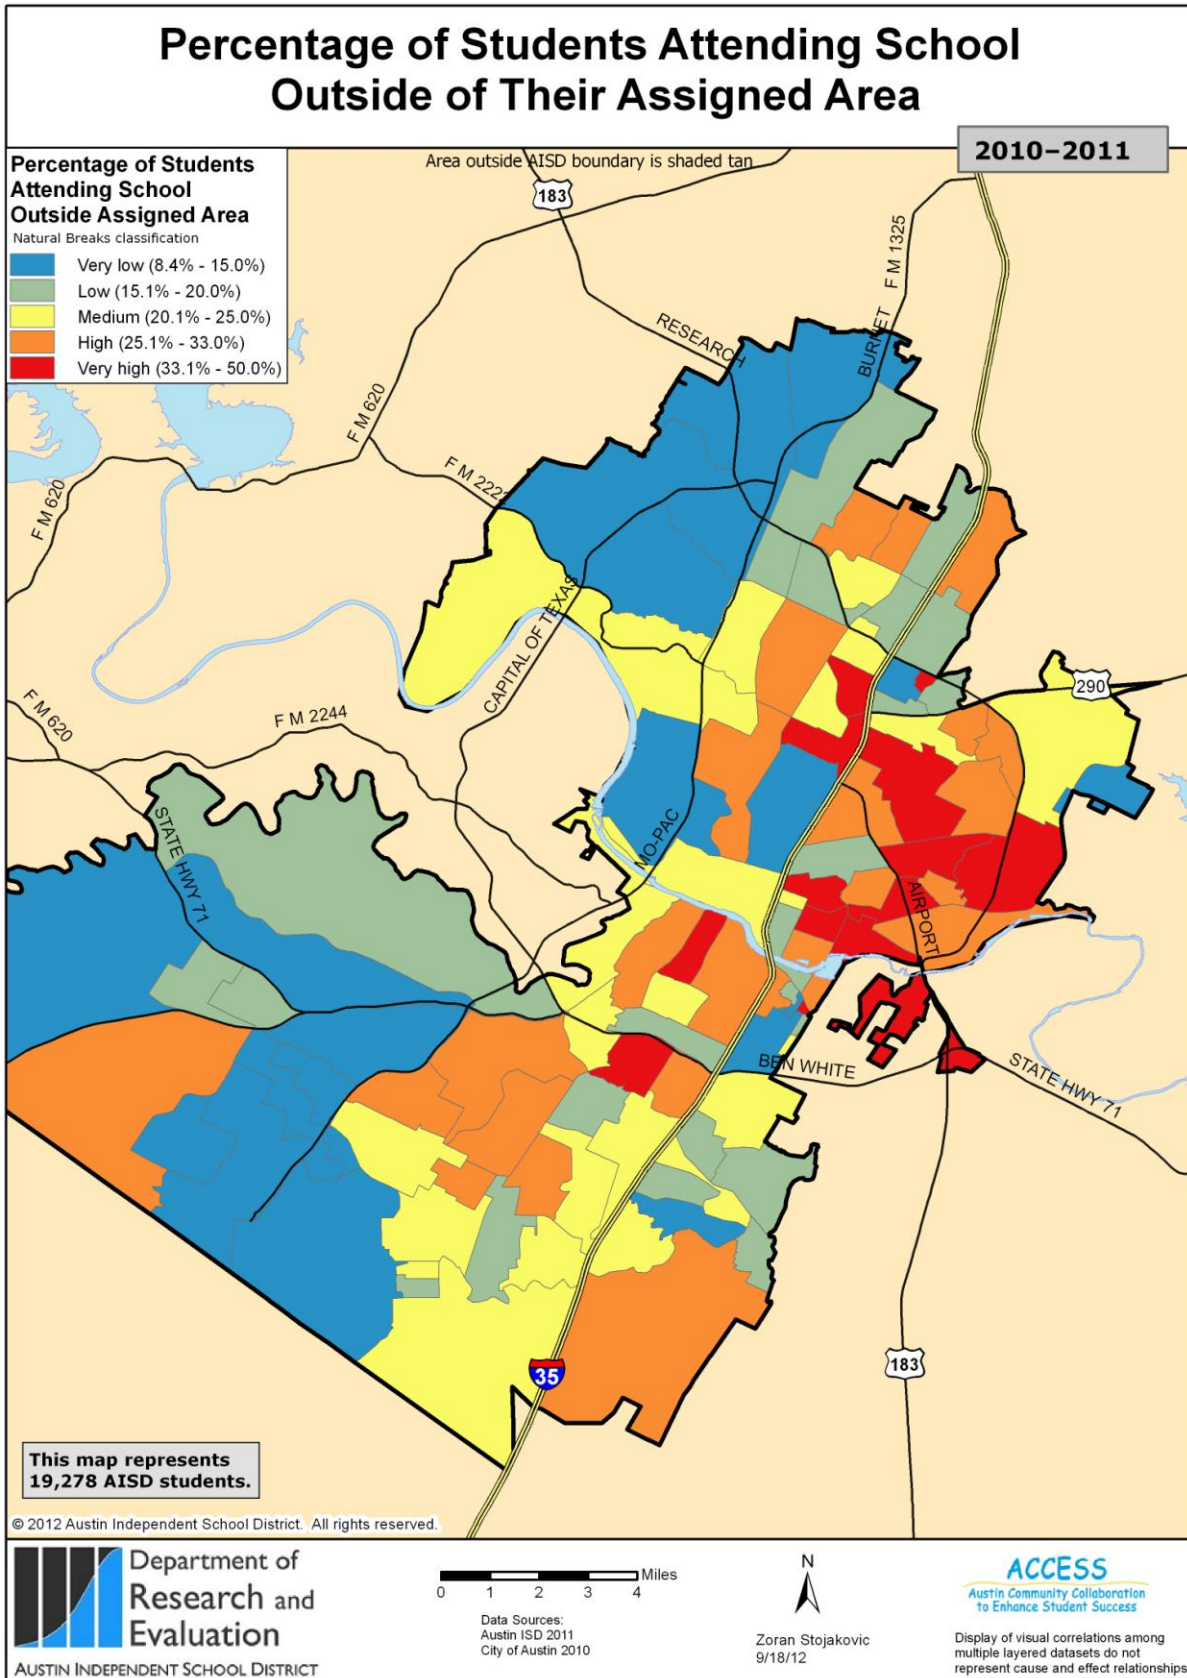 Percentage of Students Attending School
Outside of Their Assigned Area
2010–2011
Area outside AISD boundary is shaded tan
Percentage of Students
Attending School
Outside Assigned Area
Natural Breaks classification
Very low (8.4% - 15.0%)
Low (15.1% - 20.0%)
Medium (20.1% - 25.0%)
High (25.1% - 33.0%)
Very high (33.1% - 50.0%)
183
F M 1325
BURNET
RESEARCH
F M 620
F M 2222
F M 620
CAPITAL OF TEXAS
290
F M 620
F M 2244
STATE HWY 71
MO-PAC
AIRPORT
BEN WHITE
STATE HWY 71
183
35
This map represents
19,278 AISD students.
© 2012 Austin Independent School District. All rights reserved.
Department of
Research and
Evaluation
AUSTIN INDEPENDENT SCHOOL DISTRICT
0 1 2 3 4 Miles
Data Sources:
Austin ISD 2011
City of Austin 2010
N
Zoran Stojakovic
9/18/12
ACCESS
Austin Community Collaboration
to Enhance Student Success
Display of visual correlations among
multiple layered datasets do not
represent cause and effect relationships